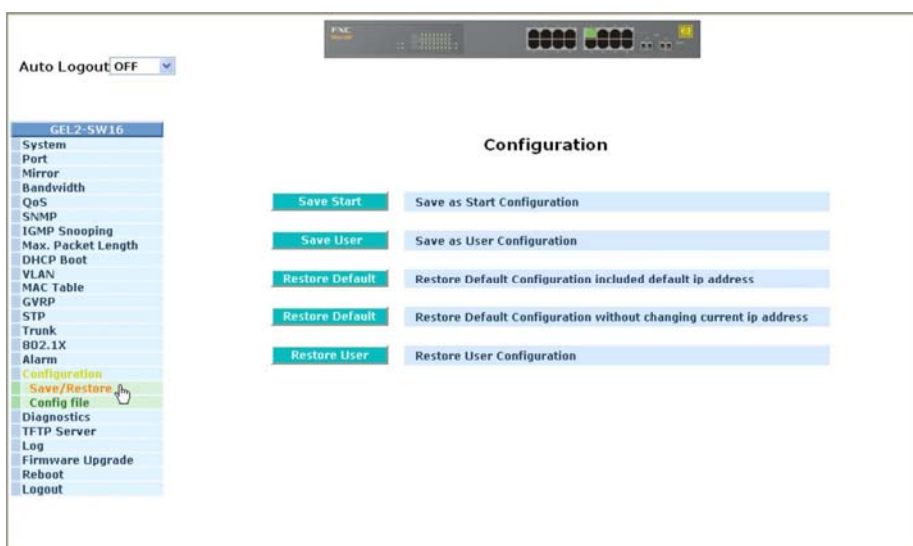 Auto Logout OFF
GEL2-SW16
System
Port
Mirror
Bandwidth
QoS
SNMP
IGMP Snooping
Max. Packet Length
DHCP Boot
VLAN
MAC Table
GVRP
STP
Trunk
802.1X
Alarm
Configuration
Save/Restore
Config file
Diagnostics
TFTP Server
Log
Firmware Upgrade
Reboot
Logout
Configuration
Save Start Save as Start Configuration
Save User Save as User Configuration
Restore Default Restore Default Configuration included default ip address
Restore Default Restore Default Configuration without changing current ip address
Restore User Restore User Configuration